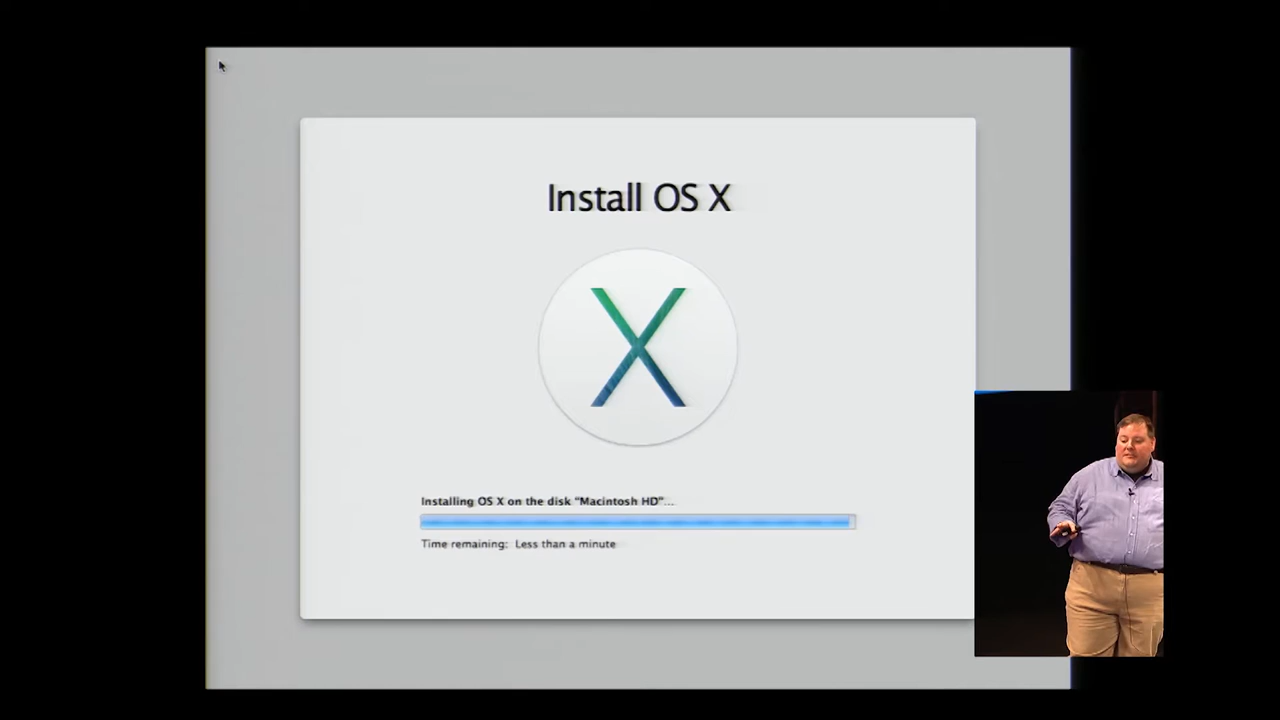 Install OS X
X
Installing OS X on the disk “Macintosh HD”...
Time remaining: Less than a minute